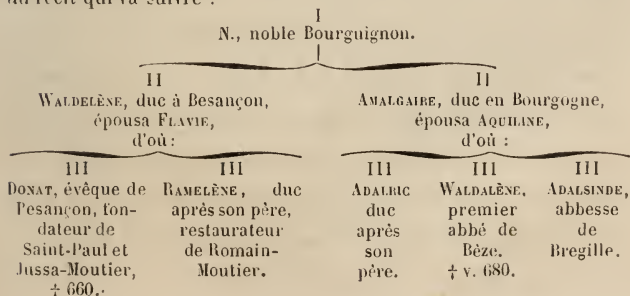 du récit qui va suivre :
I
N., noble Bourguignon.
II
WALDELÈNE, duc à Besançon,
épousa FLAVIE,
d'où :
II
AMALGAIRE, duc en Bourgogne,
épousa AQUILINE,
d'où :
III
DONAT, évêque de
Besançon, fon-
dateur de
Saint-Paul et
Jussa-Moutier,
† 660.
III
RAMELÈNE, duc
après son père,
restaurateur
de Romain-
Moutier.
III
ADALRIC
duc
après
son
père.
III
WALDALÈNE,
premier
abbé de
Bèze.
† v. 680.
III
ADALSINDE,
abbesse
de
Bregille.